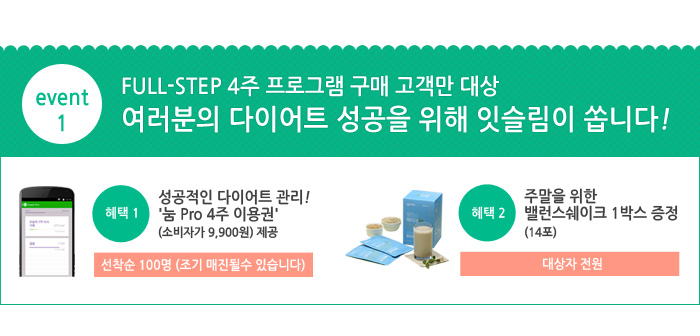 event
1
FULL-STEP 4주 프로그램 구매 고객만 대상
여러분의 다이어트 성공을 위해 잇슬림이 쏩니다!
혜택 1
성공적인 다이어트 관리!
'눔 Pro 4주 이용권'
(소비자가 9,900원) 제공
선착순 100명 (조기 매진될수 있습니다)
혜택 2
주말을 위한
밸런스쉐이크 1박스 증정
(14포)
대상자 전원